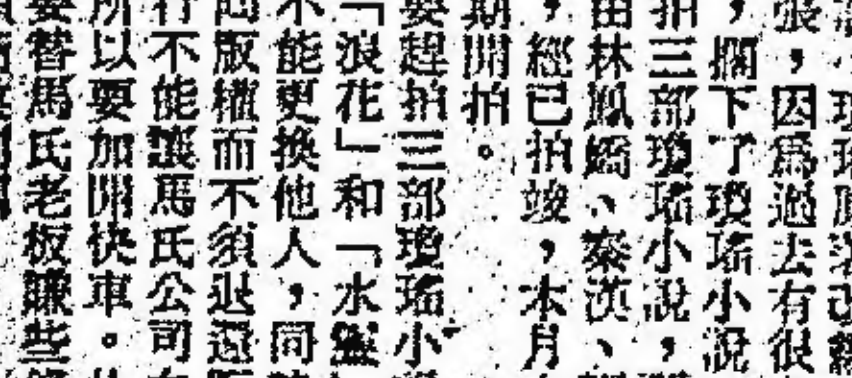 張，因爲過去有很
，擱下了瓊瑤小說
拍三部瓊瑤小說，
由林鳳嬌、秦漢、
，經已拍竣，本月
期開拍。
要趕拍三部瓊瑤小
「浪花」和「水靈
不能更換他人，同
版權而不須退還
行不能讓馬氏公司
所以要加開快車。
要替馬氏老板賺些